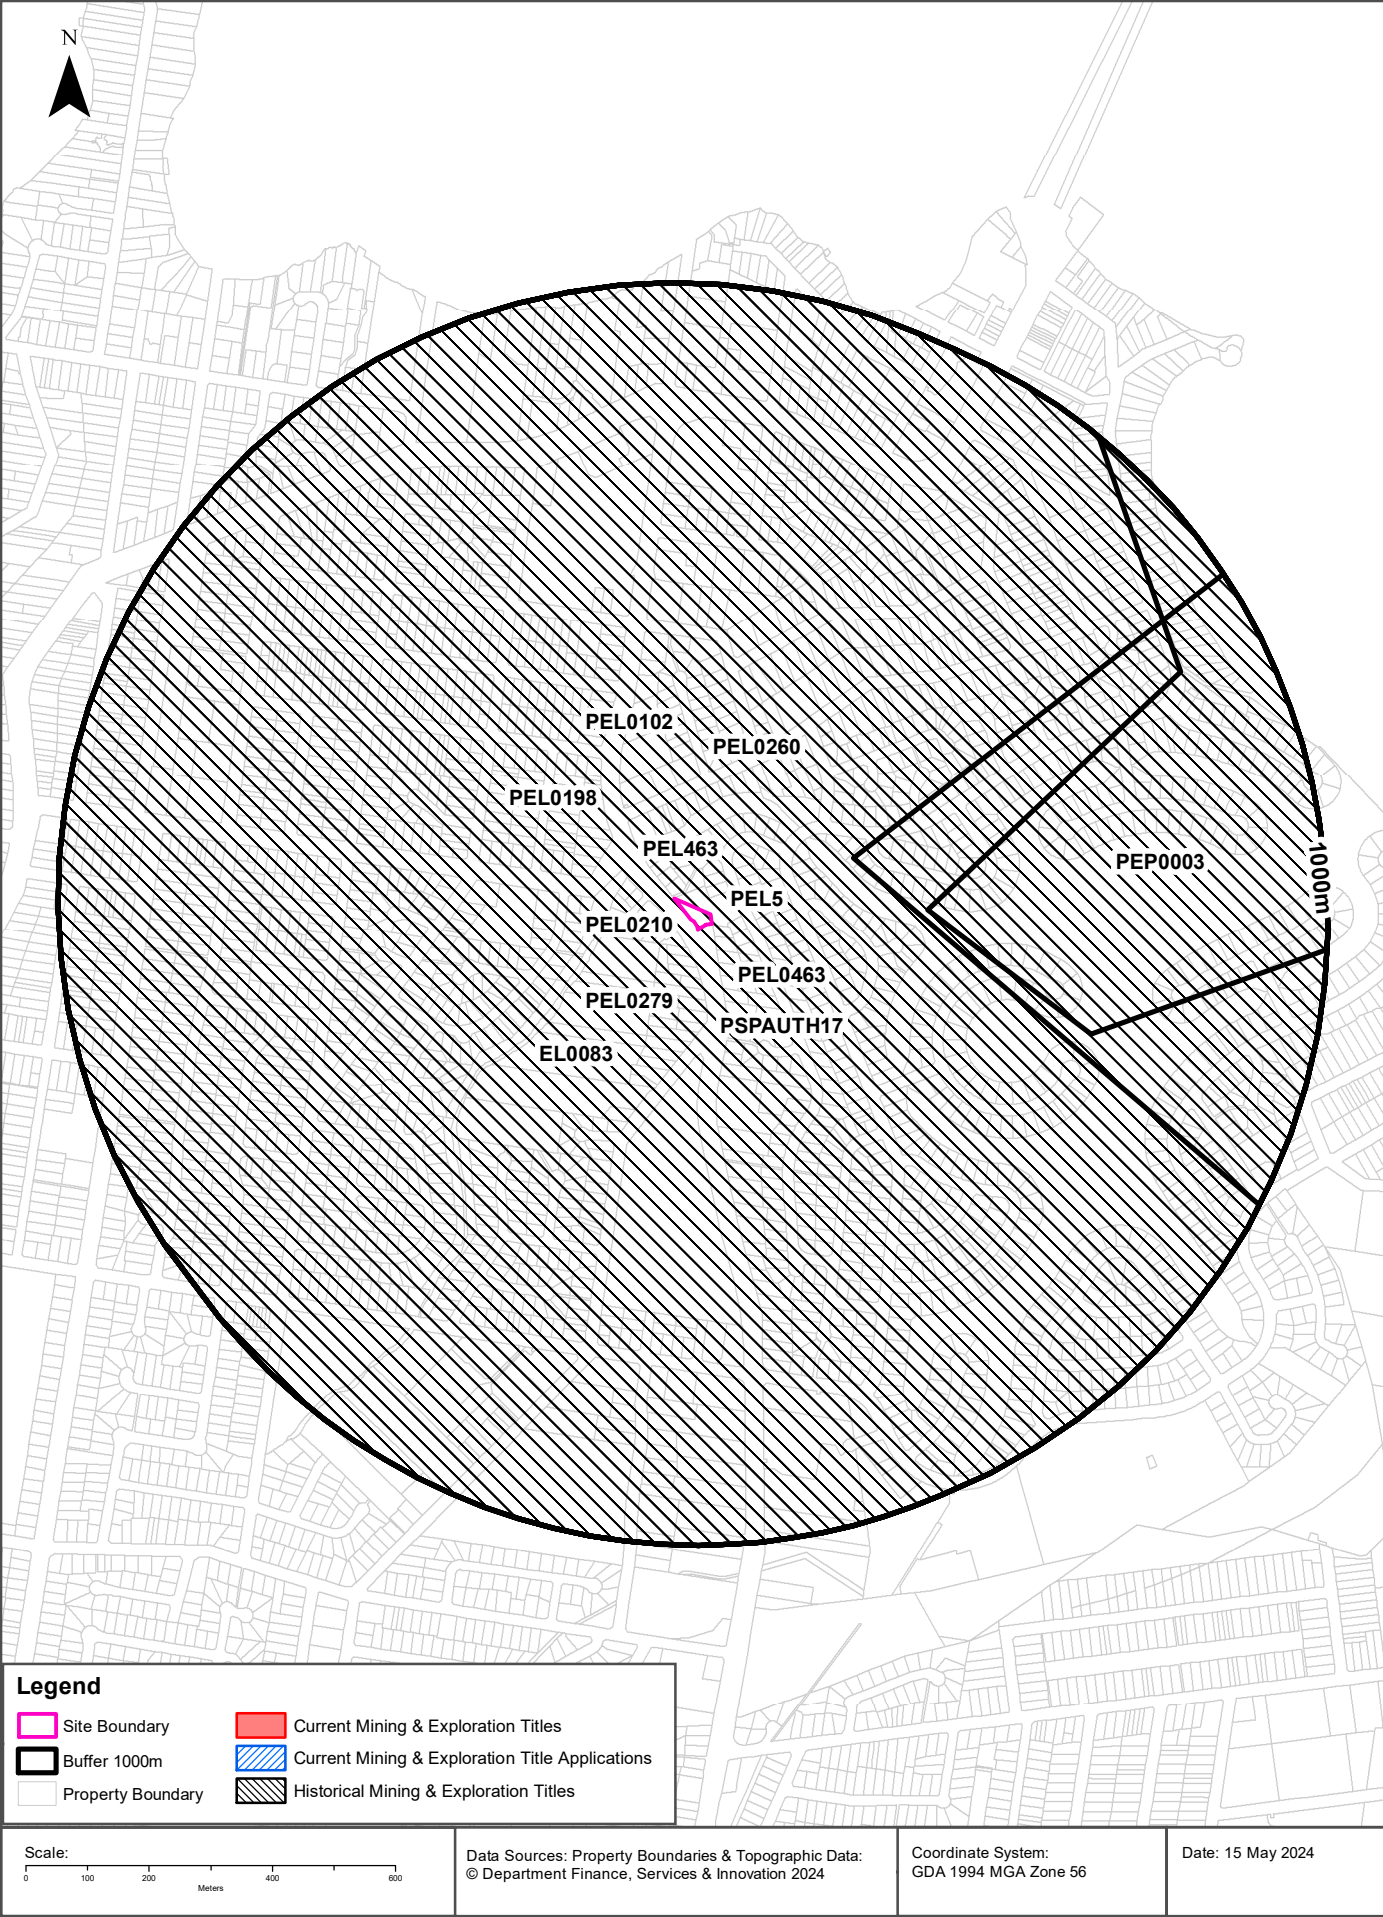 N
PEL0102
PEL0260
PEL0198
PEL463
PEP0003
1000m
PEL5
PEL0210
PEL0463
PEL0279
PSPAUTH17
EL0083
Legend
Site Boundary
Buffer 1000m
Property Boundary
Current Mining & Exploration Titles
Current Mining & Exploration Title Applications
Historical Mining & Exploration Titles
Scale:
0 100 200 400 600
Meters
Data Sources: Property Boundaries & Topographic Data:
© Department Finance, Services & Innovation 2024
Coordinate System:
GDA 1994 MGA Zone 56
Date: 15 May 2024